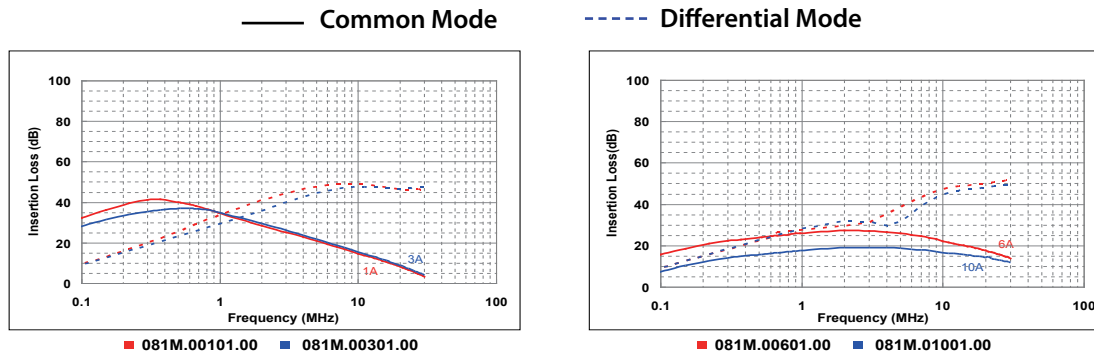 Common Mode
Differential Mode
100
80
60
40
20
0
Insertion Loss (dB)
3A
1A
0.1
1
10
100
Frequency (MHz)
081M.00101.00
081M.00301.00
100
80
60
40
20
0
Insertion Loss(dB)
6A
10A
0.1
1
10
100
Frequency (MHz)
081M.00601.00
081M.01001.00